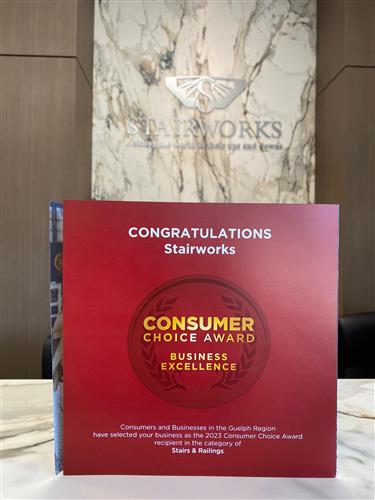 STAIRWORKS
CONGRATULATIONS
Stairworks
CONSUMER
CHOICE AWARD
BUSINESS
EXCELLENCE
Consumers and Businesses in the Guelph Region
have selected your business as the 2023 Consumer Choice Award
recipient in the category of
Stairs & Railings